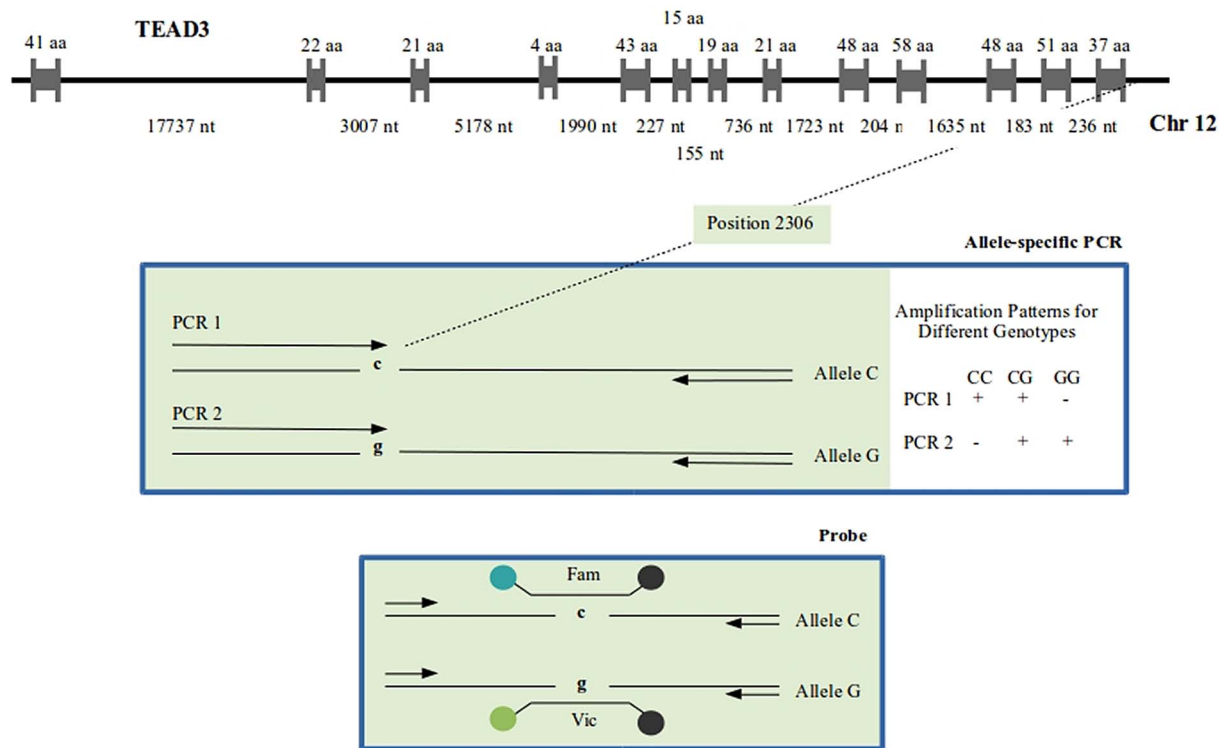 15 aa
TEAD3
41 aa 22 aa 21 aa 4 aa 43 aa 19 aa 21 aa 48 aa 58 aa 48 aa 51 aa 37 aa
17737 nt 3007 nt 5178 nt 1990 nt 227 nt 736 nt 1723 nt 204 1635 nt 183 nt 236 nt Chr 12
155 nt
Position 2306
Allele-specific PCR
PCR 1
c
Allele C
PCR 2
g
Allele G
Amplification Patterns for
Different Genotypes
CC CG GG
PCR 1 + + -
PCR 2 - + +
Probe
Fam
c
Allele C
g
Allele G
Vic